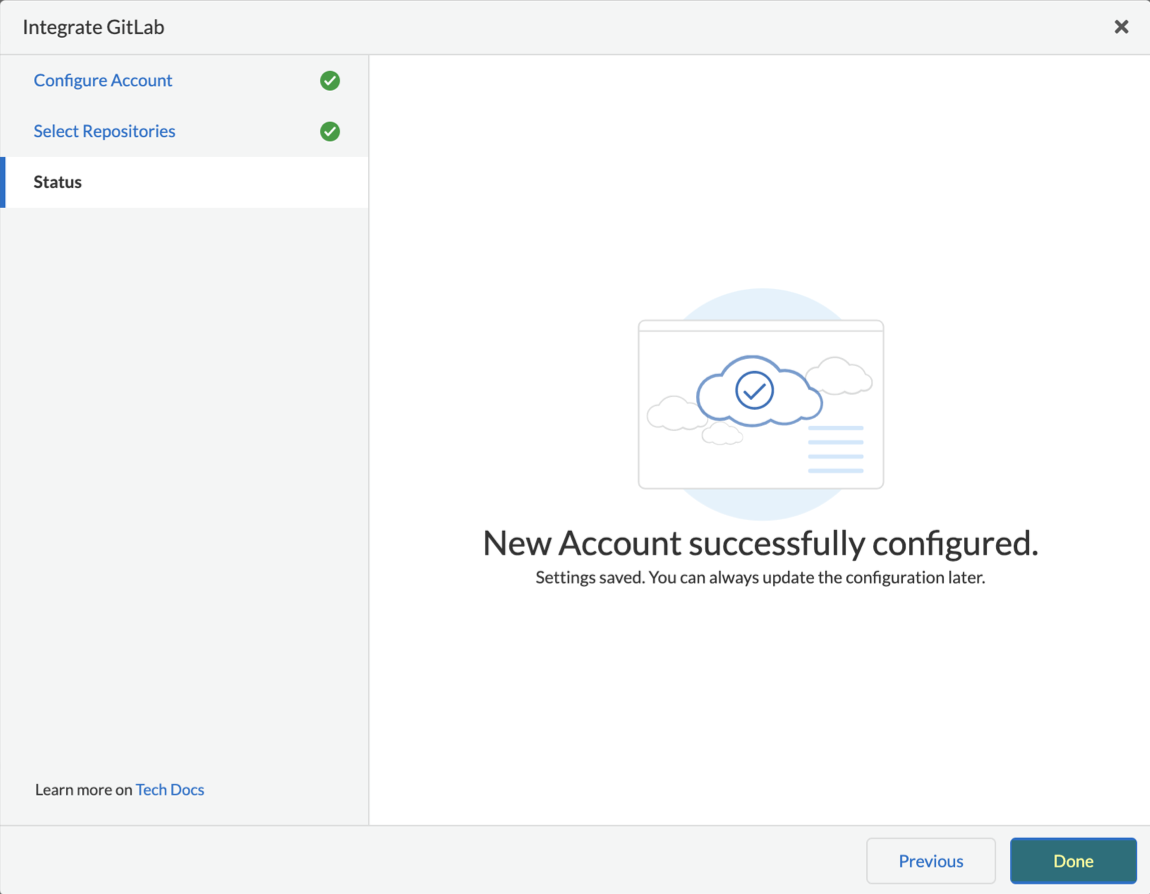 Integrate GitLab
Configure Account
Select Repositories
Status
New Account successfully configured.
Settings saved. You can always update the configuration later.
Learn more on Tech Docs
Previous
Done